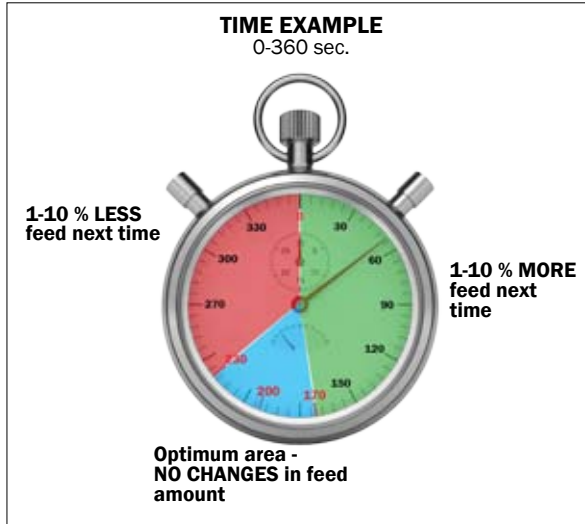 TIME EXAMPLE
0-360 sec.
1-10 % LESS
feed next time
1-10 % MORE
feed next
time
330
30
300
60
270
90
230
120
200
170
150
Optimum area -
NO CHANGES in feed
amount